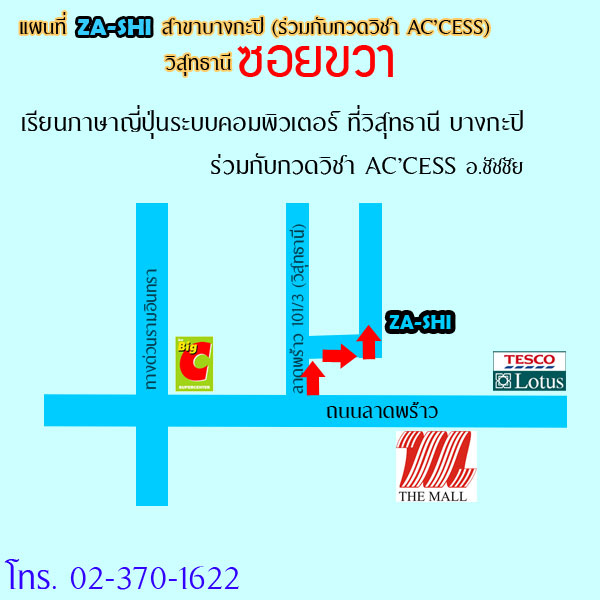 แผนที่ ZA-SHI สาขาบางกะปิ (ร่วมกับกวดวิชา AC'CESS)
วิสุ์ทธานี ซอยขวา
เรียนภาษาญี่ปุ่นระบบคอมพิวเตอร์ ที่วิสุ์ทธานี บางกะปิ
ร่วมกับกวดวิชา AC'CESS อ.ชัชชัย
ทางด่วนรามอินทรา
ลาดพร้าว 101/3 (วิสุ์ทธานี)
ZA-SHI
Big
C
SUPERCENTER
TESCO
Lotus
ถนนลาดพร้าว
THE MALL
โทร. 02-370-1622